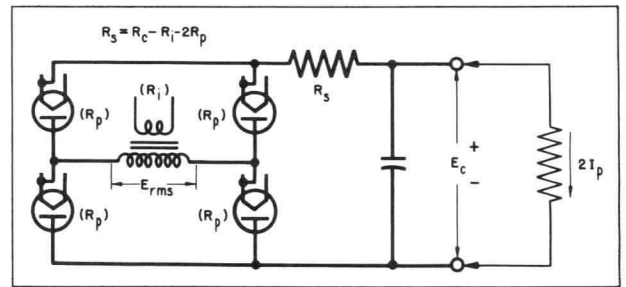 R_s = R_c – R_i – 2R_p
(R_p)
(R_i)
(R_p)
R_s
E_rms
(R_p)
(R_p)
E_c
+
–
2I_p